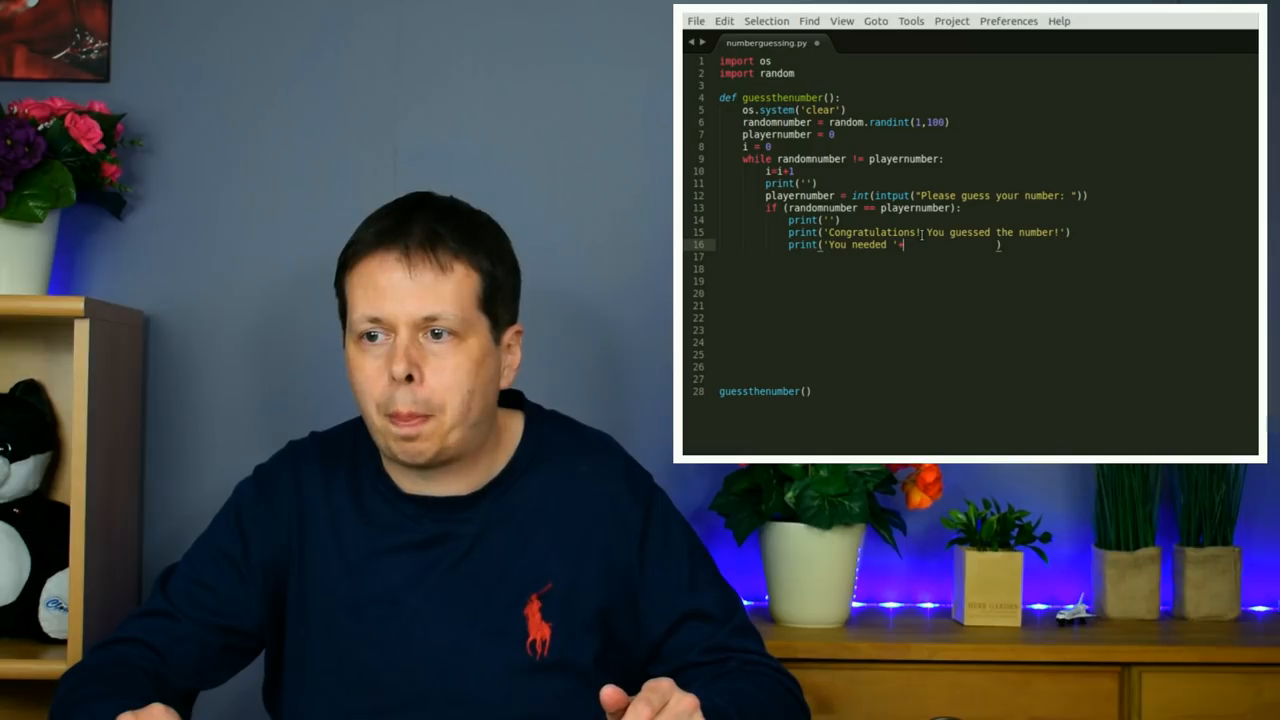 File Edit Selection Find View Goto Tools Project Preferences Help
numberguessing.py
1 import os
2 import random
3
4 def guessthenumber():
5 os.system('clear')
6 randomnumber = random.randint(1,100)
7 playernumber = 0
8 i = 0
9 while randomnumber != playernumber:
10 i=i+1
11 print('')
12 playernumber = int(intput("Please guess your number: "))
13 if (randomnumber == playernumber):
14 print('')
15 print('Congratulations! You guessed the number!')
16 print('You needed '+ )
17
18
19
20
21
22
23
24
25
26
27
28 guessthenumber()
HERB GARDEN